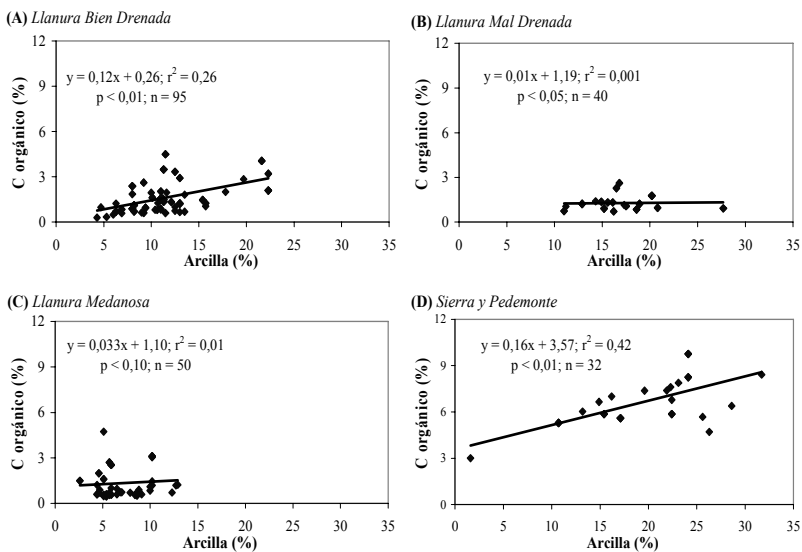 (A) Llanura Bien Drenada
12
9
6
3
0
C orgánico (%)
y = 0,12x + 0,26; r² = 0,26
p < 0,01; n = 95
0 5 10 15 20 25 30 35
Arcilla (%)
(B) Llanura Mal Drenada
12
9
6
3
0
C orgánico (%)
y = 0,01x + 1,19; r² = 0,001
p < 0,05; n = 40
0 5 10 15 20 25 30 35
Arcilla (%)
(C) Llanura Medanosa
12
9
6
3
0
C orgánico (%)
y = 0,033x + 1,10; r² = 0,01
p < 0,10; n = 50
0 5 10 15 20 25 30 35
Arcilla (%)
(D) Sierra y Pedemonte
12
9
6
3
0
C orgánico (%)
y = 0,16x + 3,57; r² = 0,42
p < 0,01; n = 32
0 5 10 15 20 25 30 35
Arcilla (%)